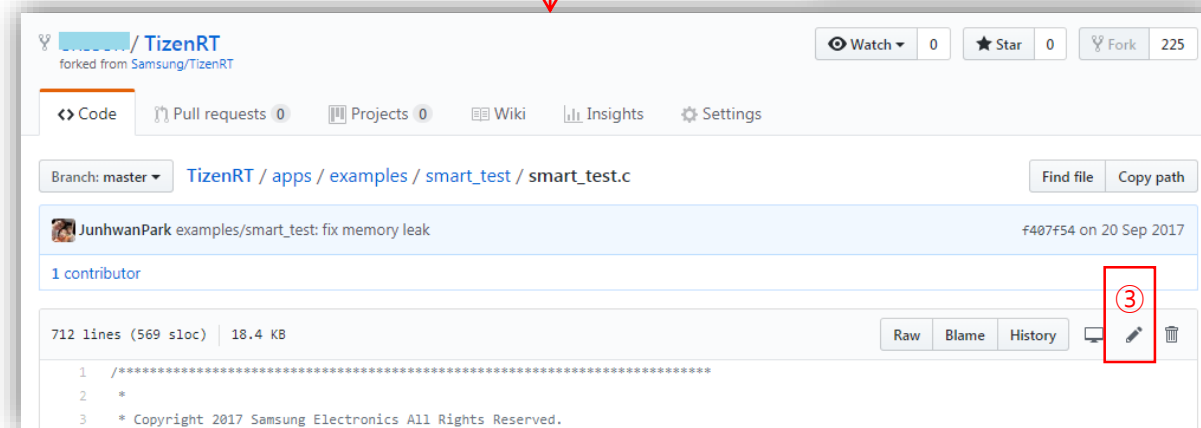 / TizenRT
forked from Samsung/TizenRT
Watch 0 Star 0 Fork 225
Code Pull requests 0 Projects 0 Wiki Insights Settings
Branch: master TizenRT / apps / examples / smart_test / smart_test.c Find file Copy path
JunhwanPark examples/smart_test: fix memory leak f407f54 on 20 Sep 2017
1 contributor
③
712 lines (569 sloc) 18.4 KB Raw Blame History
1 /****************************************************************************
2 *
3 * Copyright 2017 Samsung Electronics All Rights Reserved.